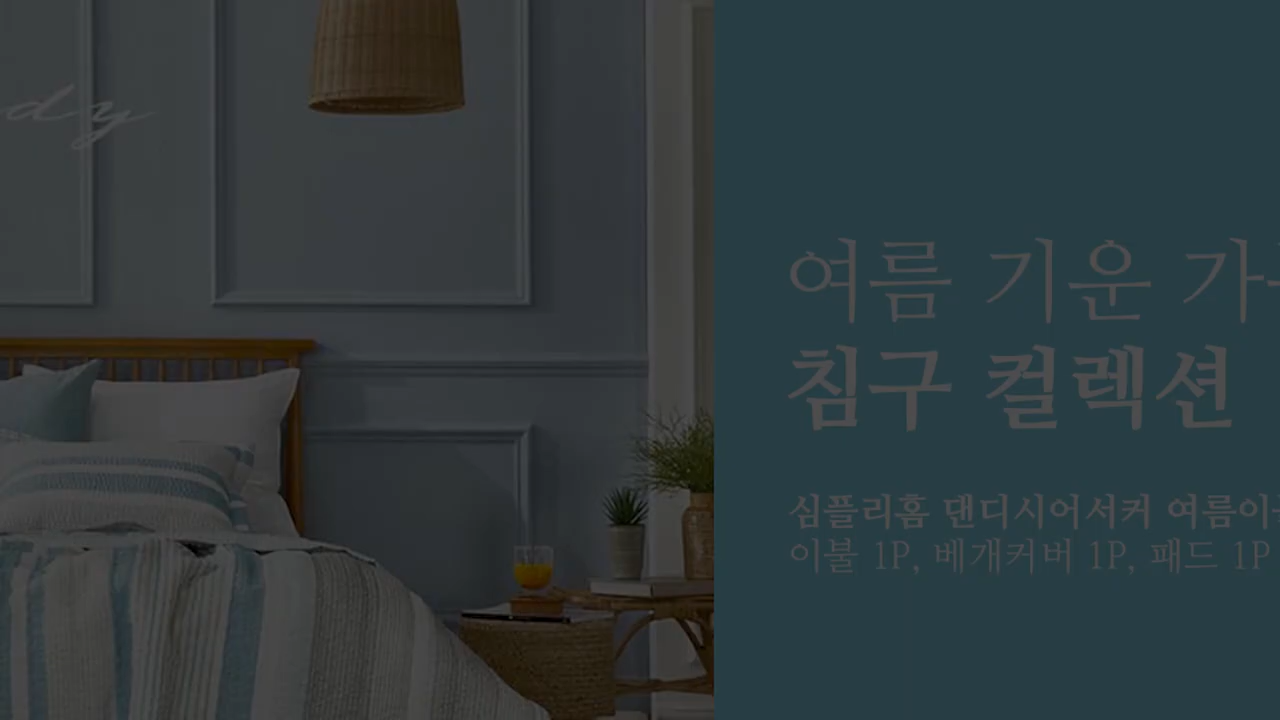 dy
여름 기운 가
침구 컬렉션
심플리홈 댄디시어서커 여름이
이불 1P, 베개커버 1P, 패드 1P